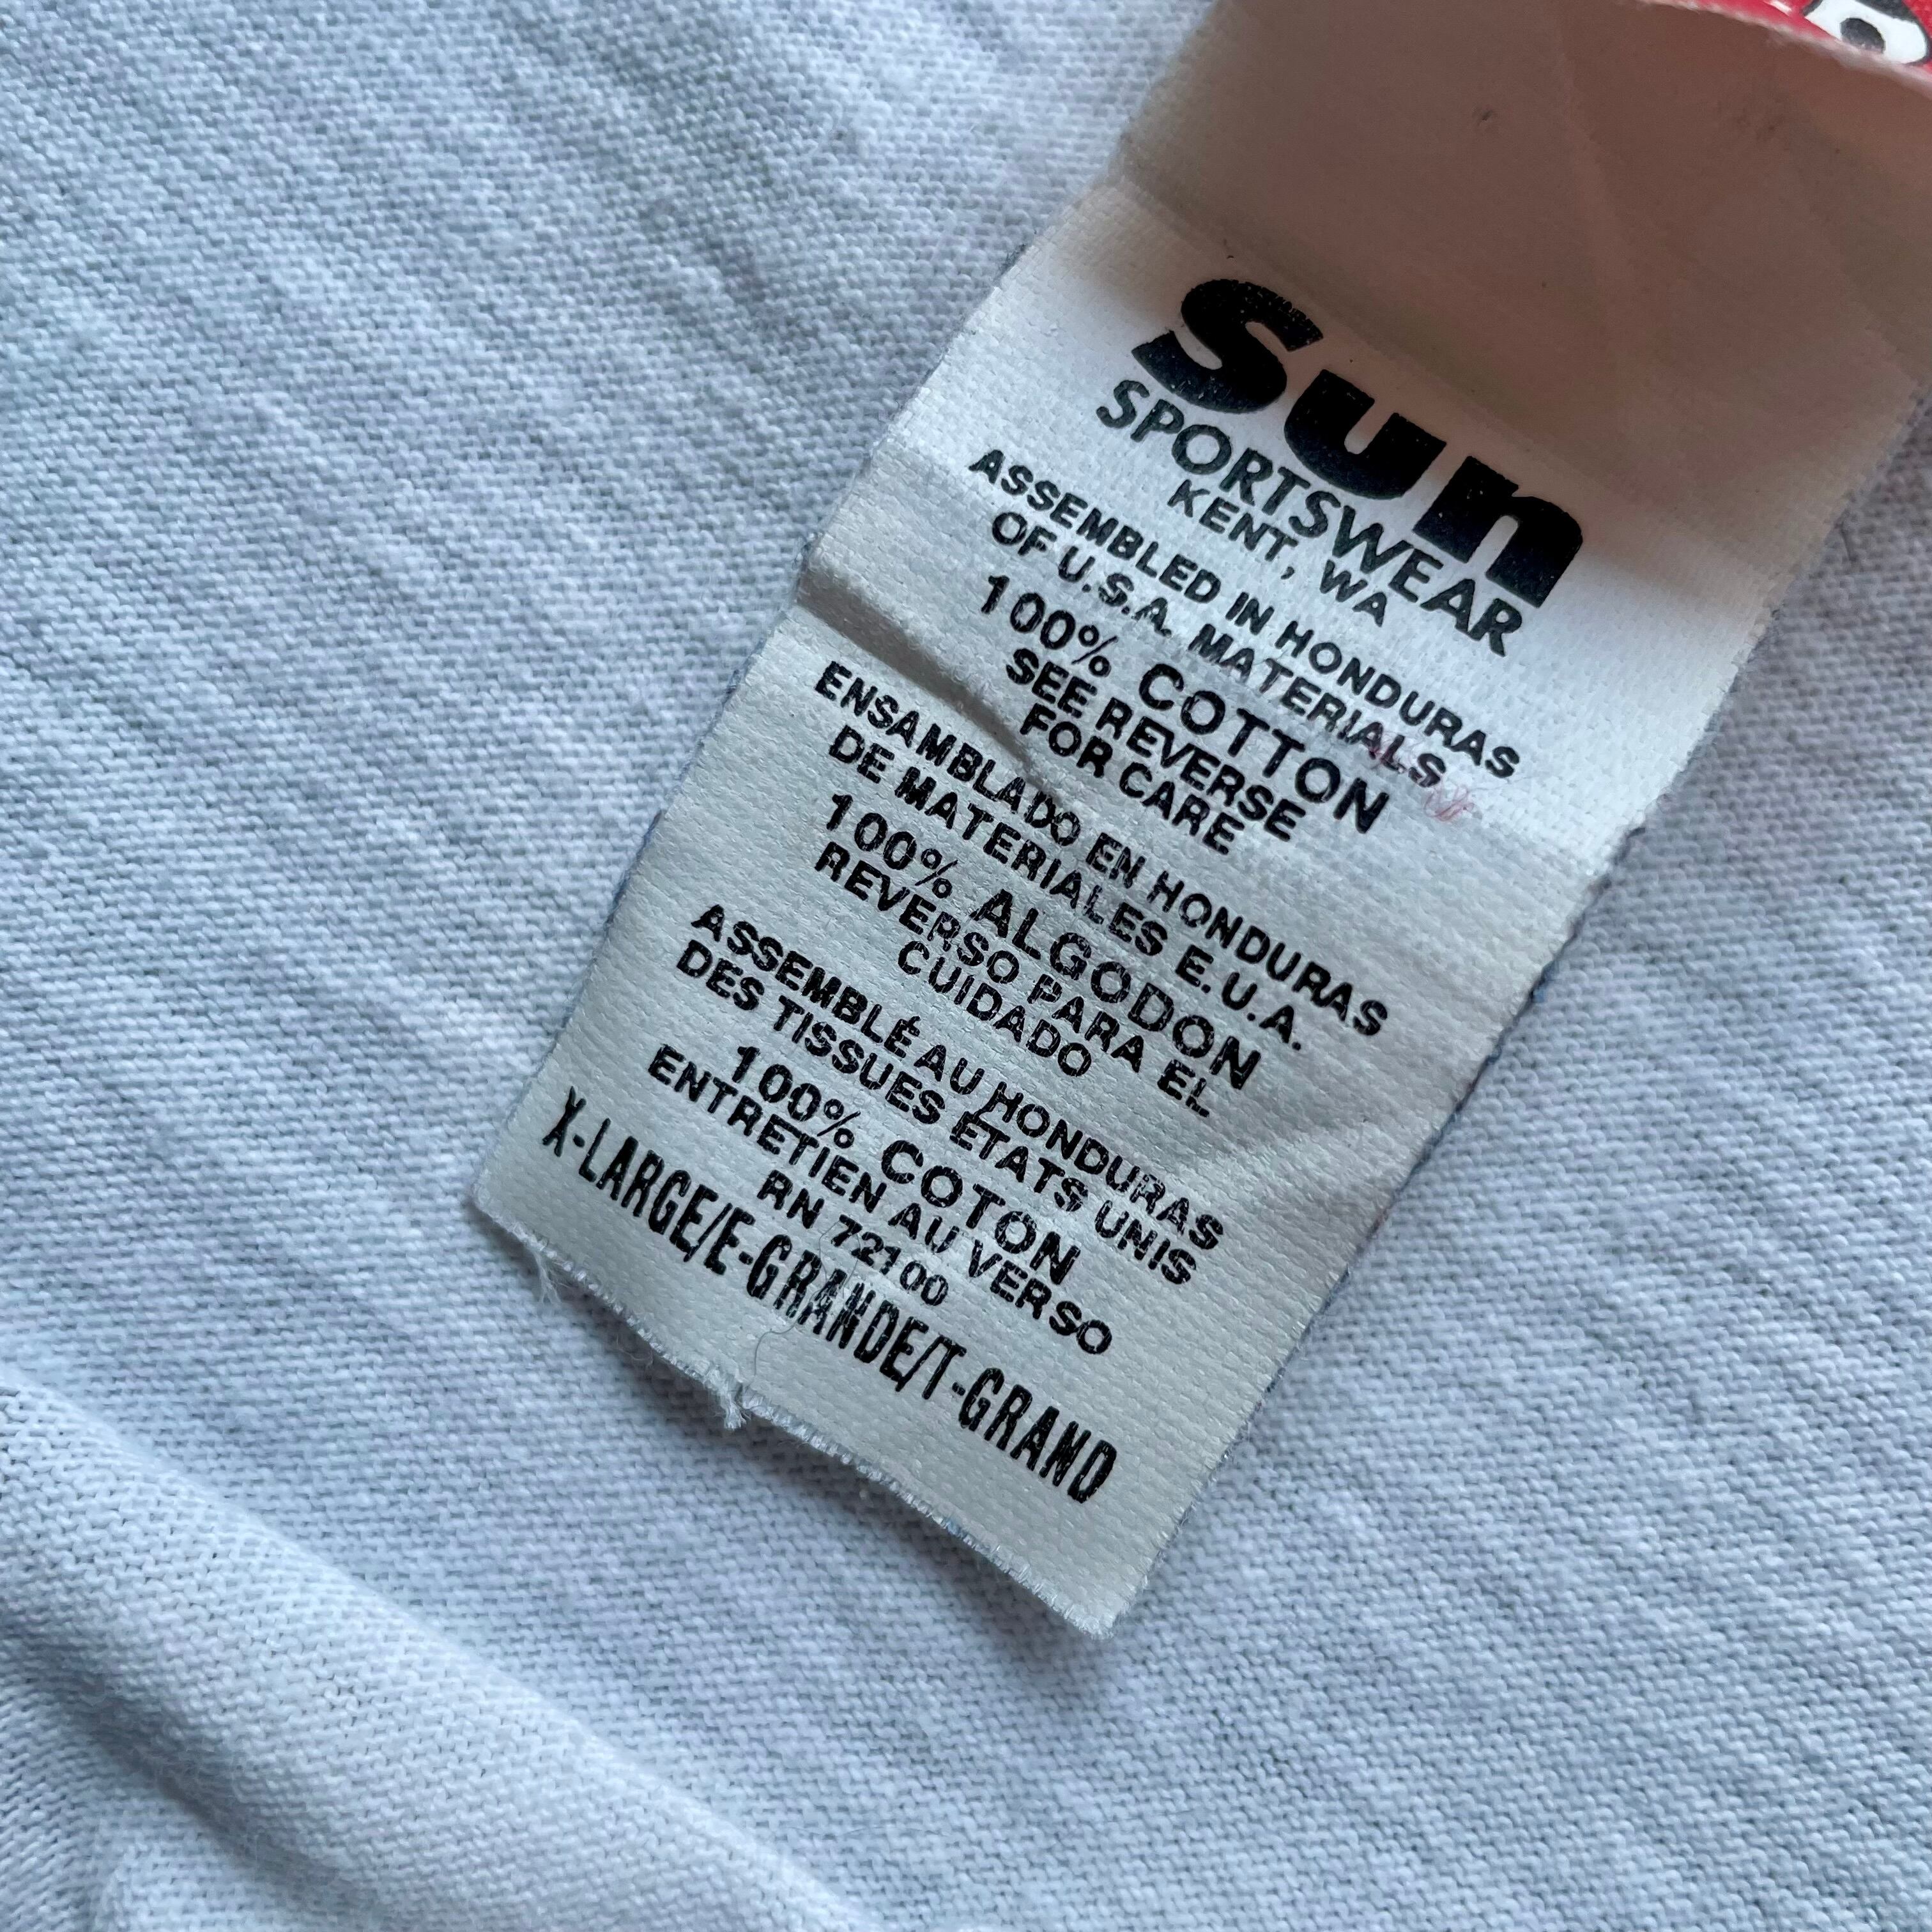 sun
SPORTSWEAR
KENT, WA
ASSEMBLED IN HONDURAS
OF U.S.A. MATERIALS
100% COTTON
SEE REVERSE
FOR CARE
ENSAMBLADO EN HONDURAS
DE MATERIALES E.U.A.
100% ALGODON
REVERSO PARA EL
CUIDADO
ASSEMBLÉ AU HONDURAS
DES TISSUES ETATS UNIS
100% COTON
ENTRETIEN AU VERSO
RN 72100
X-LARGE/E-GRANDE/T-GRAND